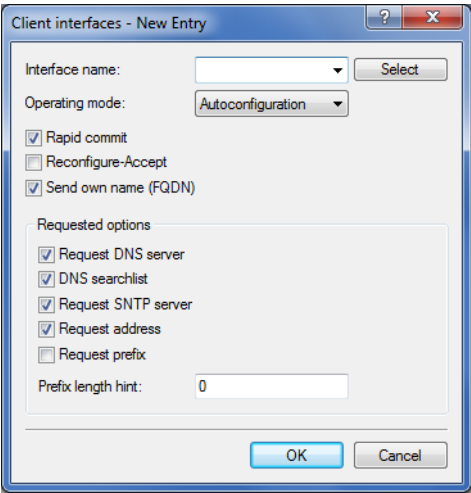 Client interfaces - New Entry
Interface name:
Select
Operating mode:
Autoconfiguration
Rapid commit
Reconfigure-Accept
Send own name (FQDN)
Requested options
Request DNS server
DNS searchlist
Request SNTP server
Request address
Request prefix
Prefix length hint:
0
OK
Cancel